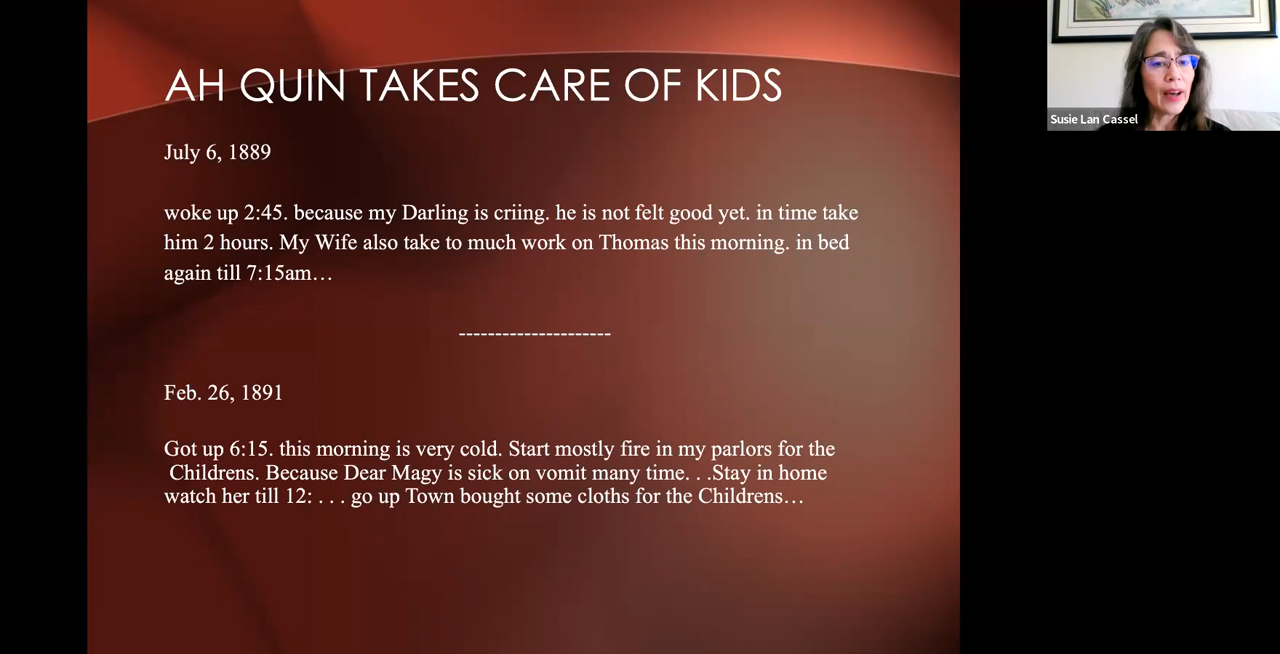 AH QUIN TAKES CARE OF KIDS
July 6, 1889
woke up 2:45. because my Darling is criing. he is not felt good yet. in time take
him 2 hours. My Wife also take to much work on Thomas this morning. in bed
again till 7:15am…
---------------------
Feb. 26, 1891
Got up 6:15. this morning is very cold. Start mostly fire in my parlors for the
Childrens. Because Dear Magy is sick on vomit many time. . .Stay in home
watch her till 12: . . . go up Town bought some cloths for the Childrens…
Susie Lan Cassel